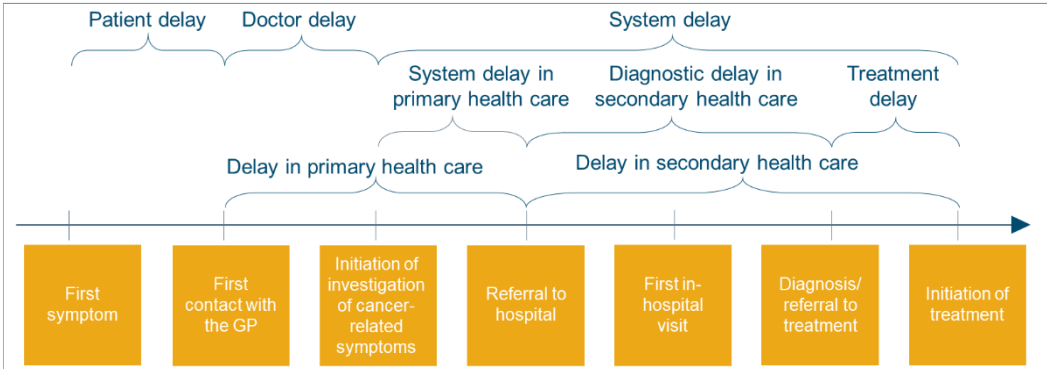 Patient delay
Doctor delay
System delay
System delay in
primary health care
Diagnostic delay in
secondary health care
Treatment
delay
Delay in primary health care
Delay in secondary health care
First
symptom
First
contact with
the GP
Initiation of
investigation
of cancer-
related
symptoms
Referral to
hospital
First in-
hospital
visit
Diagnosis/
referral to
treatment
Initiation of
treatment